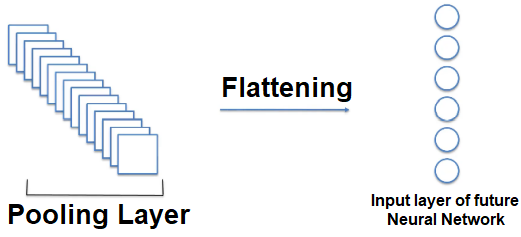 Flattening
Pooling Layer
Input layer of future
Neural Network